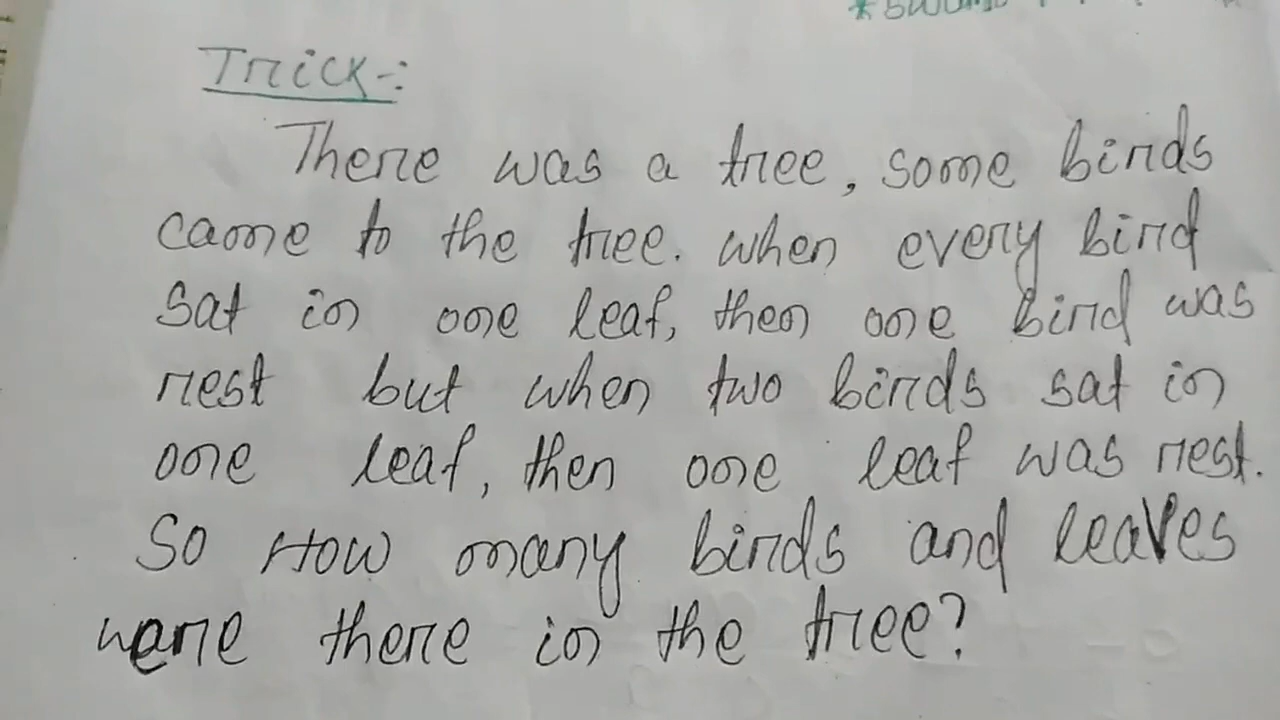 Trick-:
There was a tree, some birds
came to the tree. when every bird
sat in one leaf, then one bird was
rest but when two birds sat in
one leaf, then one leaf was rest.
So How many birds and leaves
were there in the tree?